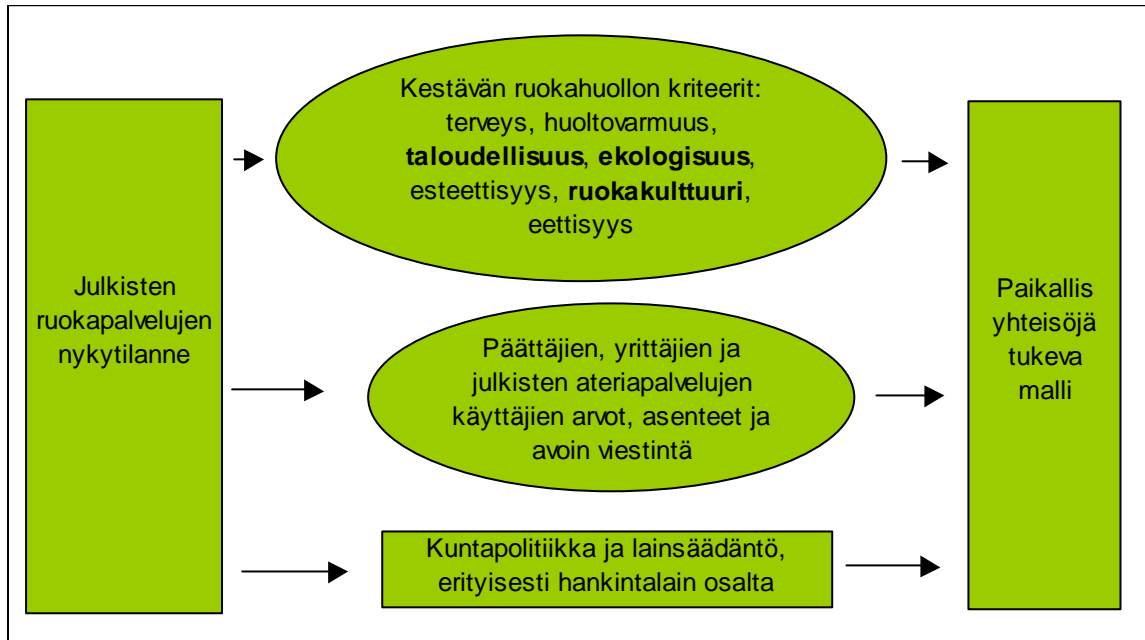 Julkisten
ruokapalvelujen
nykytilanne
Kestävän ruokahuollon kriteerit:
terveys, huoltovarmuus,
taloudellisuus, ekologisuus,
esteettisyys, ruokakulttuuri,
eettisyys
Päättäjien, yrittäjien ja
julkisten ateriapalvelujen
käyttäjien arvot, asenteet ja
avoin viestintä
Kuntapolitiikka ja lainsäädäntö,
erityisesti hankintalain osalta
Paikallis
yhteisöjä
tukeva
malli